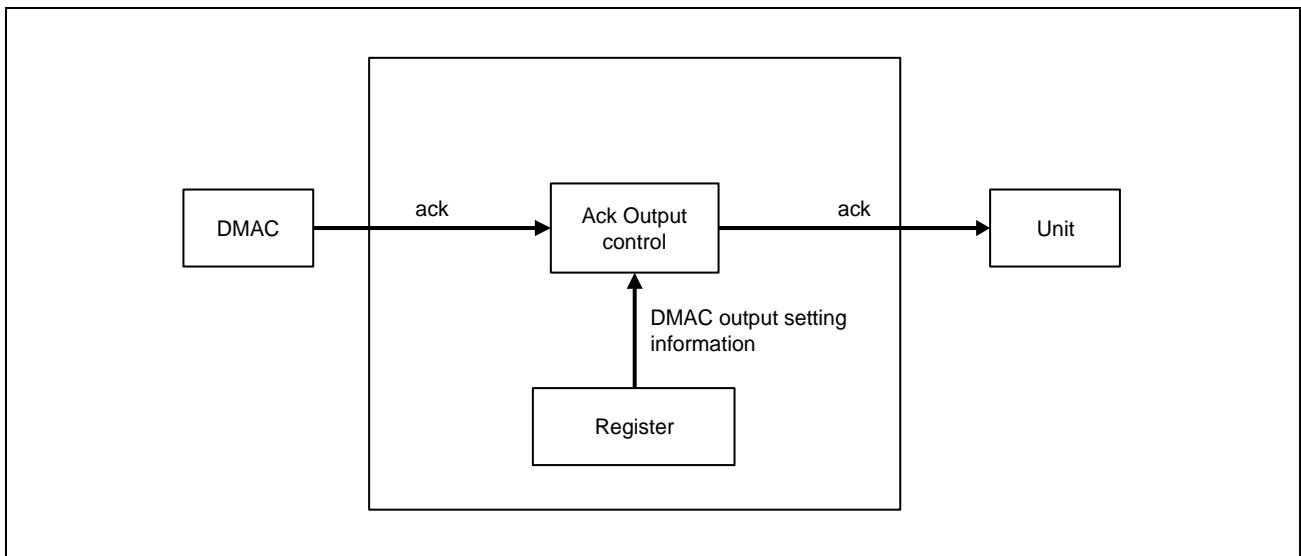 DMAC
ack
Ack Output
control
ack
Unit
DMAC output setting
information
Register